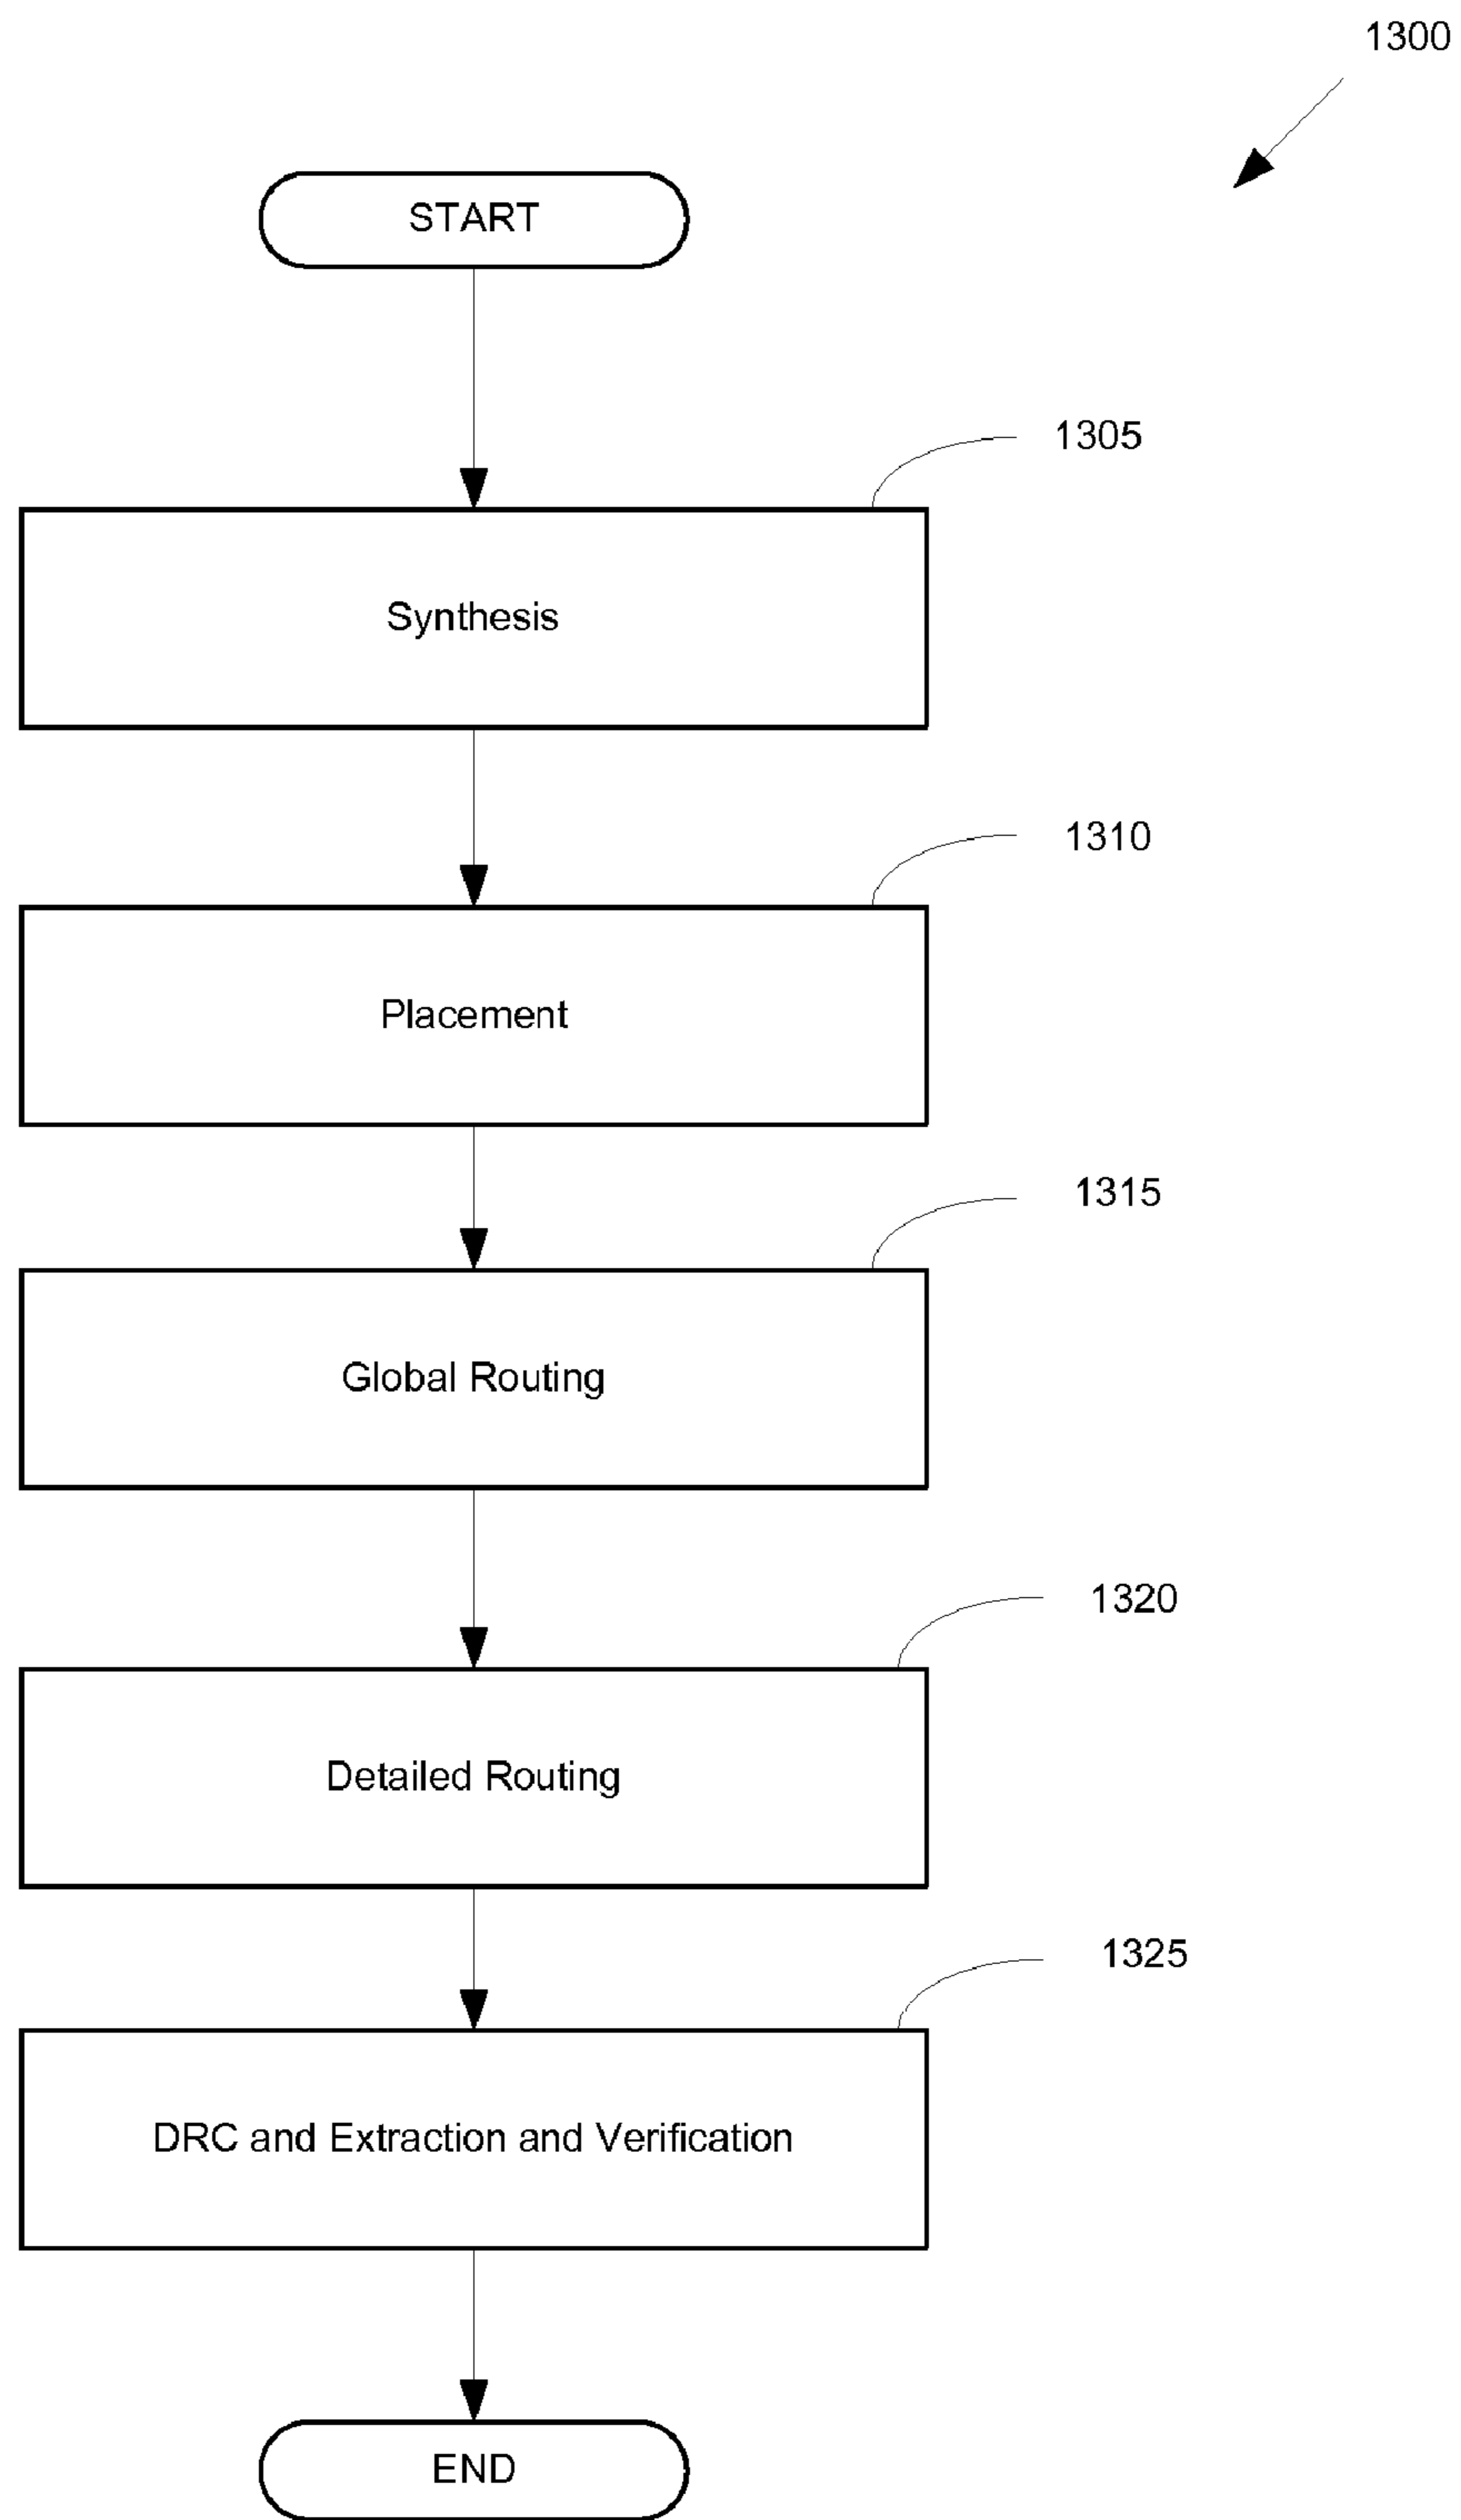 1300
START
1305
Synthesis
1310
Placement
1315
Global Routing
1320
Detailed Routing
1325
DRC and Extraction and Verification
END